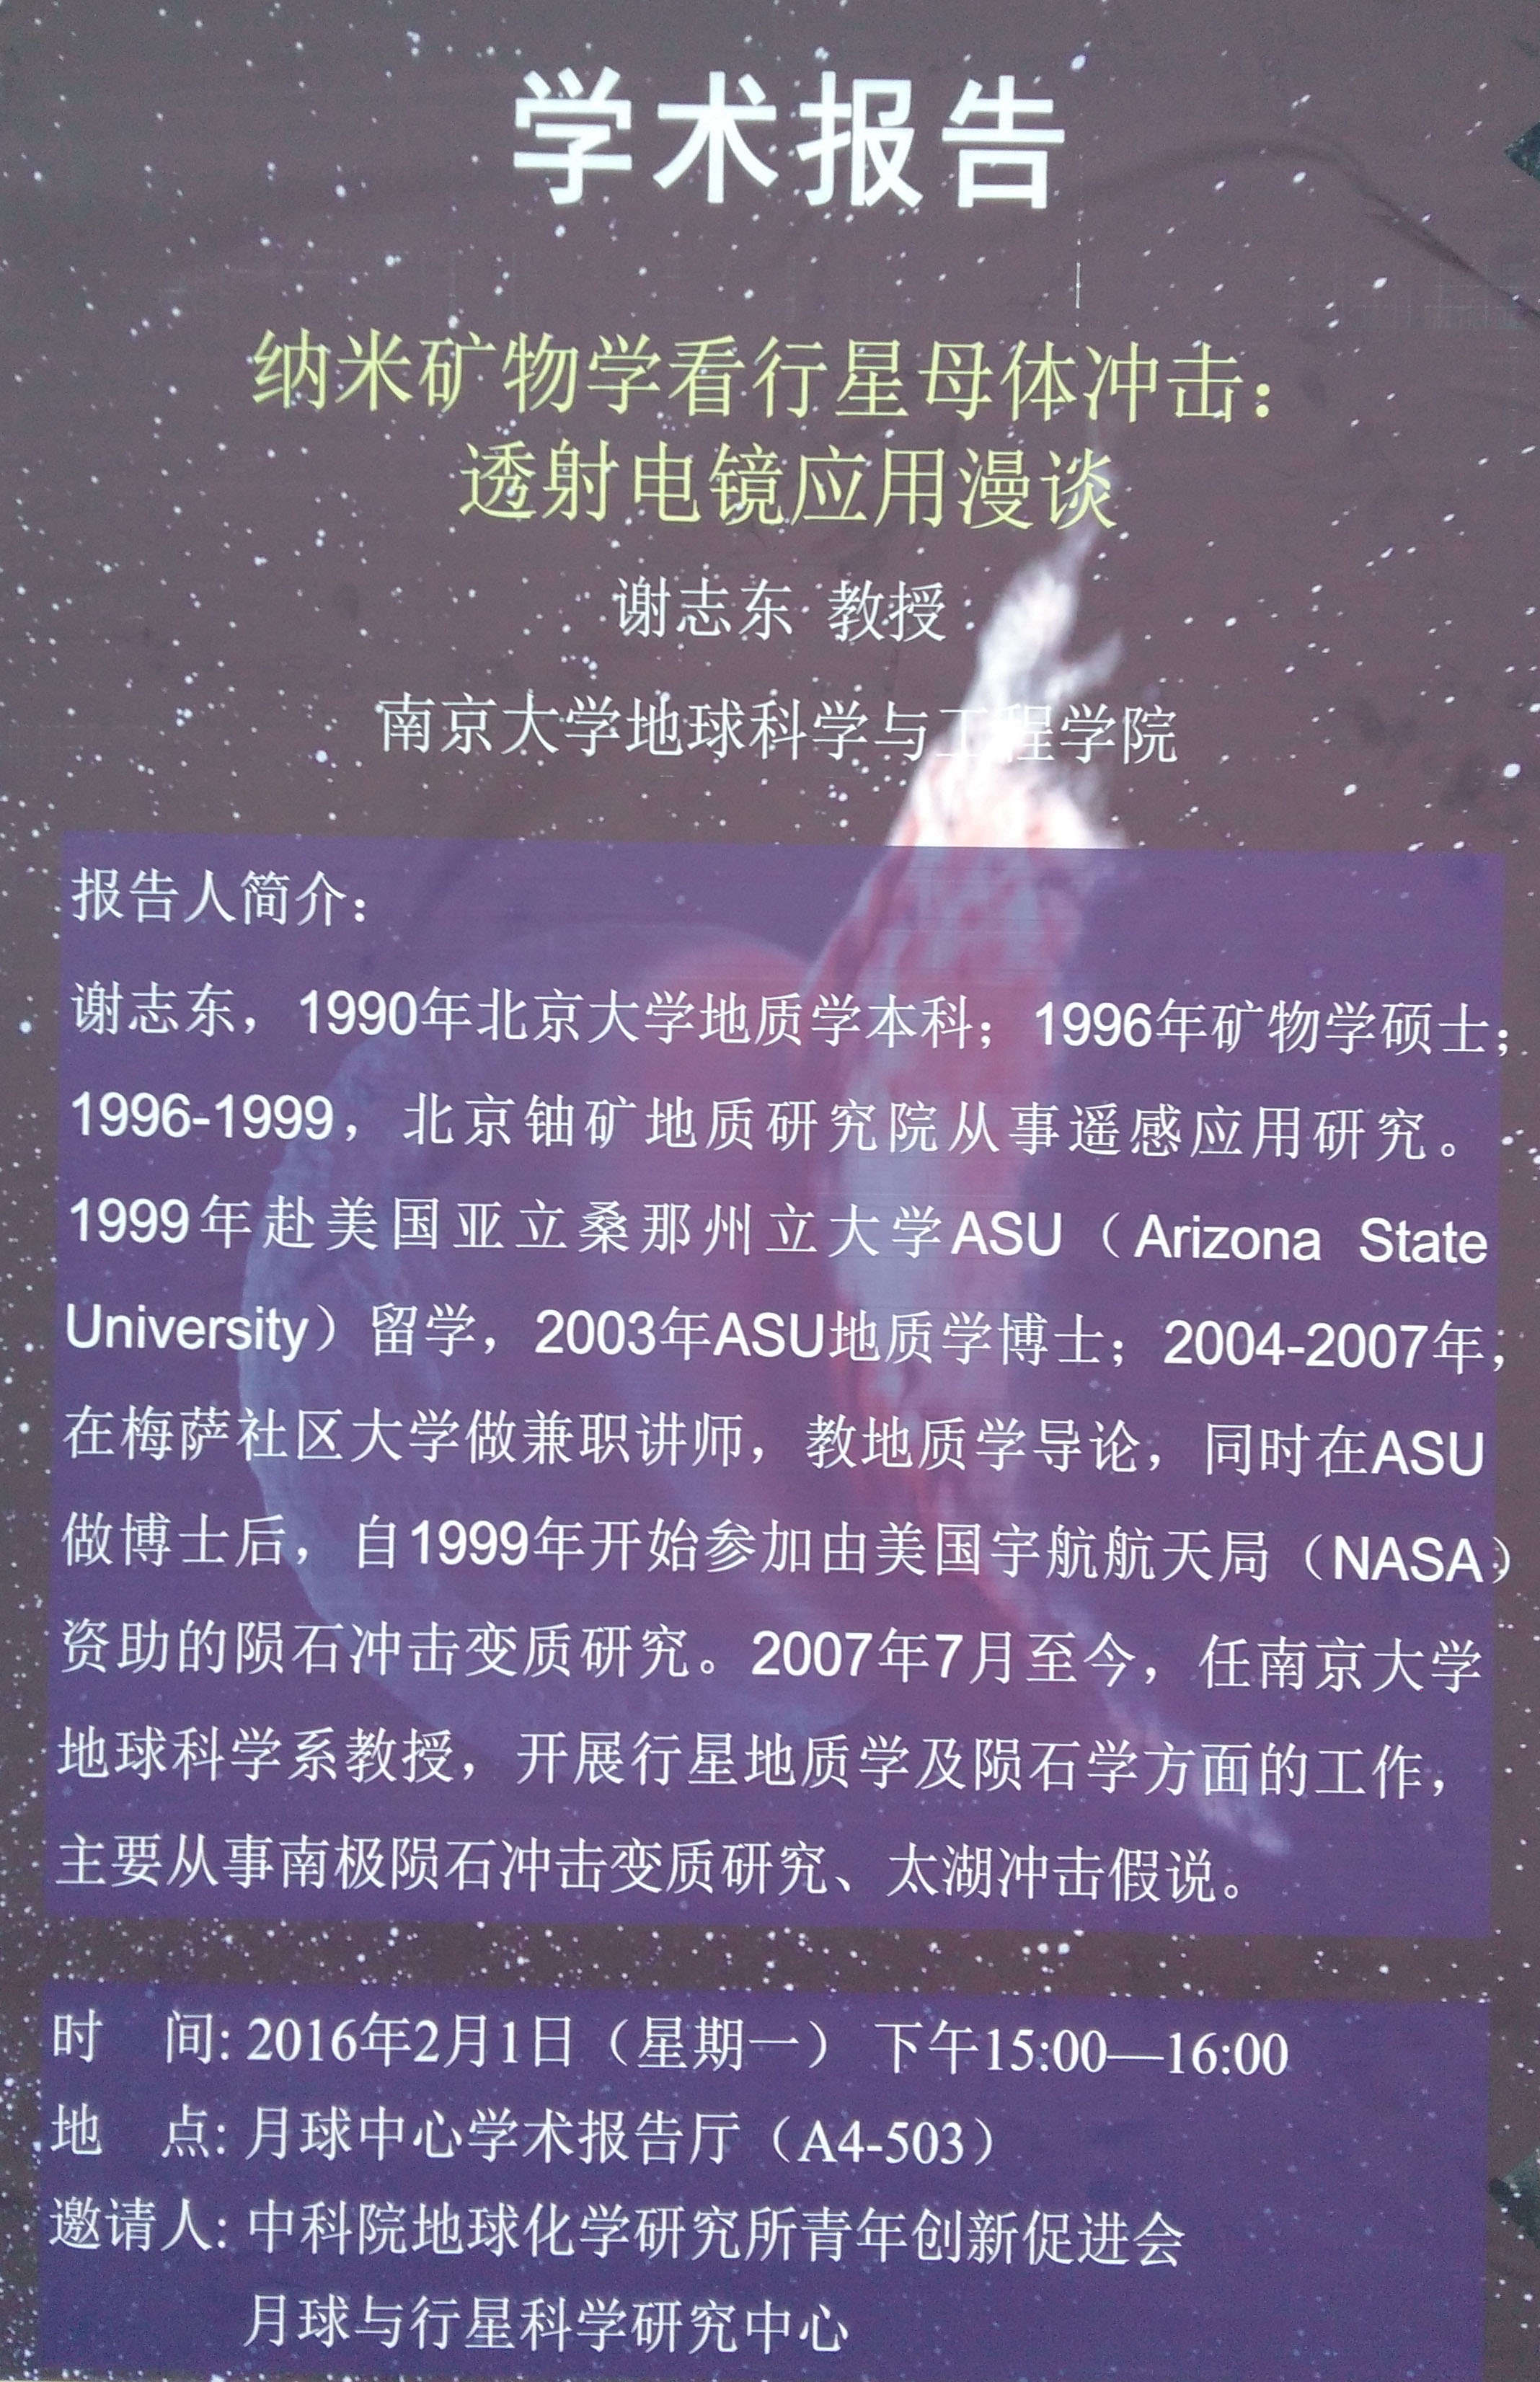 学术报告
纳米矿物学看行星母体冲击：
透射电镜应用漫谈
谢志东 教授
南京大学地球科学与工程学院
报告人简介：
谢志东，1990年北京大学地质学本科；1996年矿物学硕士；
1996-1999，北京铀矿地质研究院从事遥感应用研究。
1999年赴美国亚立桑那州立大学ASU（Arizona State
University）留学，2003年ASU地质学博士；2004-2007年，
在梅萨社区大学做兼职讲师，教地质学导论，同时在ASU
做博士后，自1999年开始参加由美国宇航航天局（NASA）
资助的陨石冲击变质研究。2007年7月至今，任南京大学
地球科学系教授，开展行星地质学及陨石学方面的工作，
主要从事南极陨石冲击变质研究、太湖冲击假说。
时 间: 2016年2月1日（星期一） 下午15:00—16:00
地 点: 月球中心学术报告厅（A4-503）
邀请人: 中科院地球化学研究所青年创新促进会
月球与行星科学研究中心